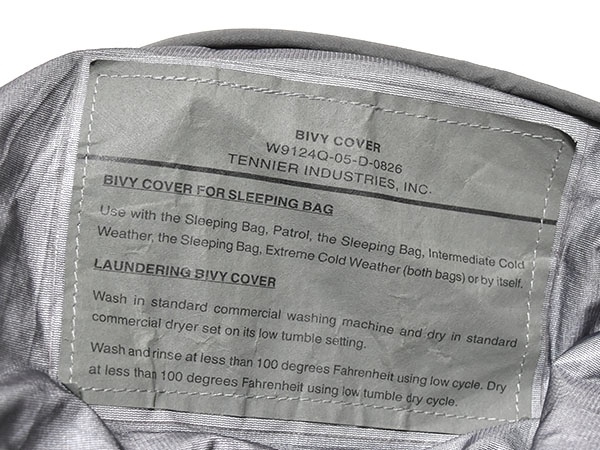 BIVY COVER
W9124Q-05-D-0826
TENNIER INDUSTRIES, INC.
BIVY COVER FOR SLEEPING BAG
Use with the Sleeping Bag, Patrol, the Sleeping Bag, Intermediate Cold
Weather, the Sleeping Bag, Extreme Cold Weather (both bags) or by itself.
LAUNDERING BIVY COVER
Wash in standard commercial washing machine and dry in standard
commercial dryer set on its low tumble setting.
Wash and rinse at less than 100 degrees Fahrenheit using low cycle. Dry
at less than 100 degrees Fahrenheit using low tumble dry cycle.